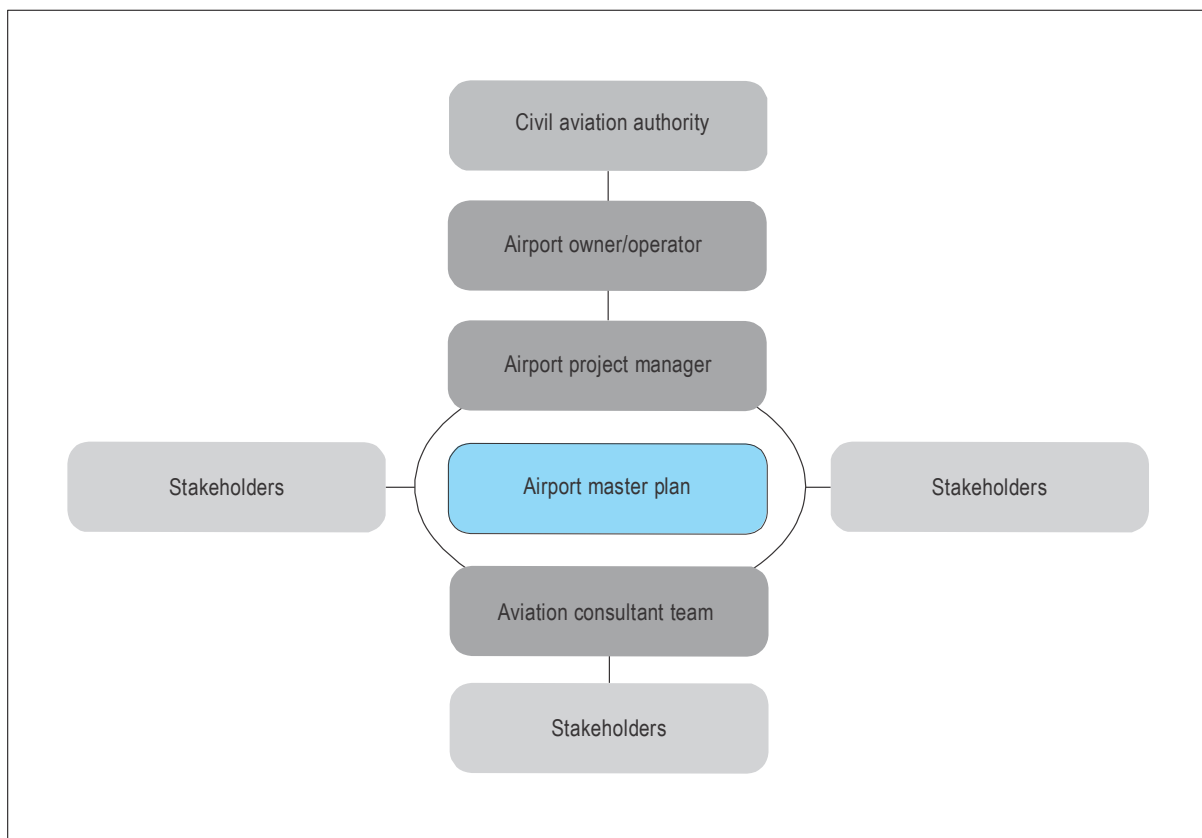 Civil aviation authority
Airport owner/operator
Airport project manager
Stakeholders
Airport master plan
Stakeholders
Aviation consultant team
Stakeholders